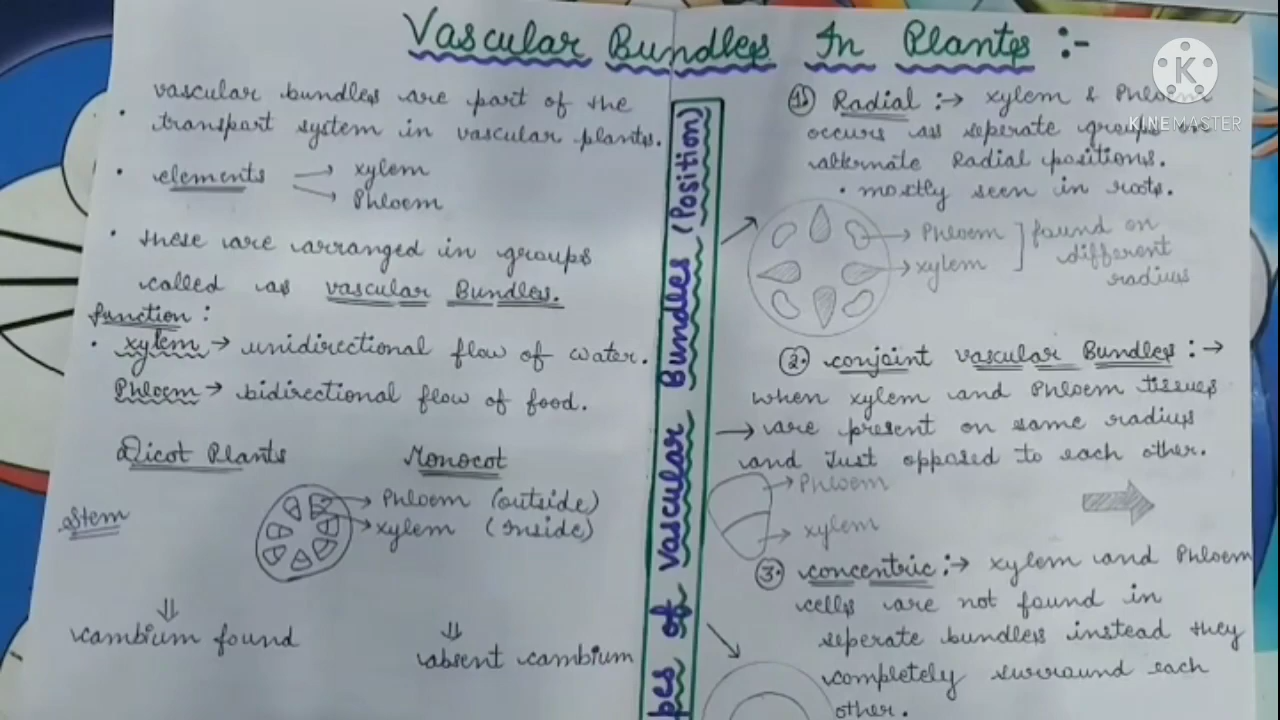 Vascular Bundles In Plants :-
vascular bundles are part of the
transport system in vascular plants.
elements → xylem
→ Phloem
these are arranged in groups
called as vascular Bundles.
function :
xylem → unidirectional flow of water.
Phloem → bidirectional flow of food.
Dicot Plants Monocot
Stem
Phloem (outside)
xylem (Inside)
⇓
cambium found
⇓
absent cambium
pes of vascular Bundles (Position)
1. Radial :→ xylem & Phloem
occurs as seperate groups on
alternate Radial positions.
• mostly seen in roots.
→ Phloem ] found on
→ xylem different
radius
2. conjoint vascular Bundles :→
when xylem and Phloem tissues
→ are present on same radius
and Just opposed to each other.
→ Phloem
→ xylem
3. concentric :→ xylem and Phloem
cells are not found in
seperate bundles instead they
completely surround each
other.
K
KINEMASTER